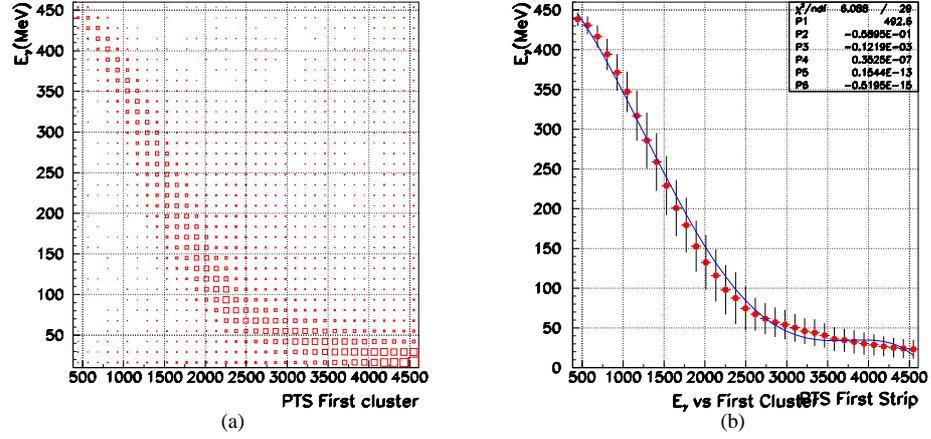 Eγ(MeV)
450
400
350
300
250
200
150
100
50
500 1000 1500 2000 2500 3000 3500 4000 4500
PTS First cluster
(a)
Eγ(MeV)
450
400
350
300
250
200
150
100
50
0
500 1000 1500 2000 2500 3000 3500 4000 4500
Eγ vs First Cluster
PTS First Strip
χ²/ndf 6.088 / 29
P1 492.6
P2 -0.5895E-01
P3 -0.1219E-03
P4 0.3525E-07
P5 0.1544E-13
P6 -0.5195E-15
(b)